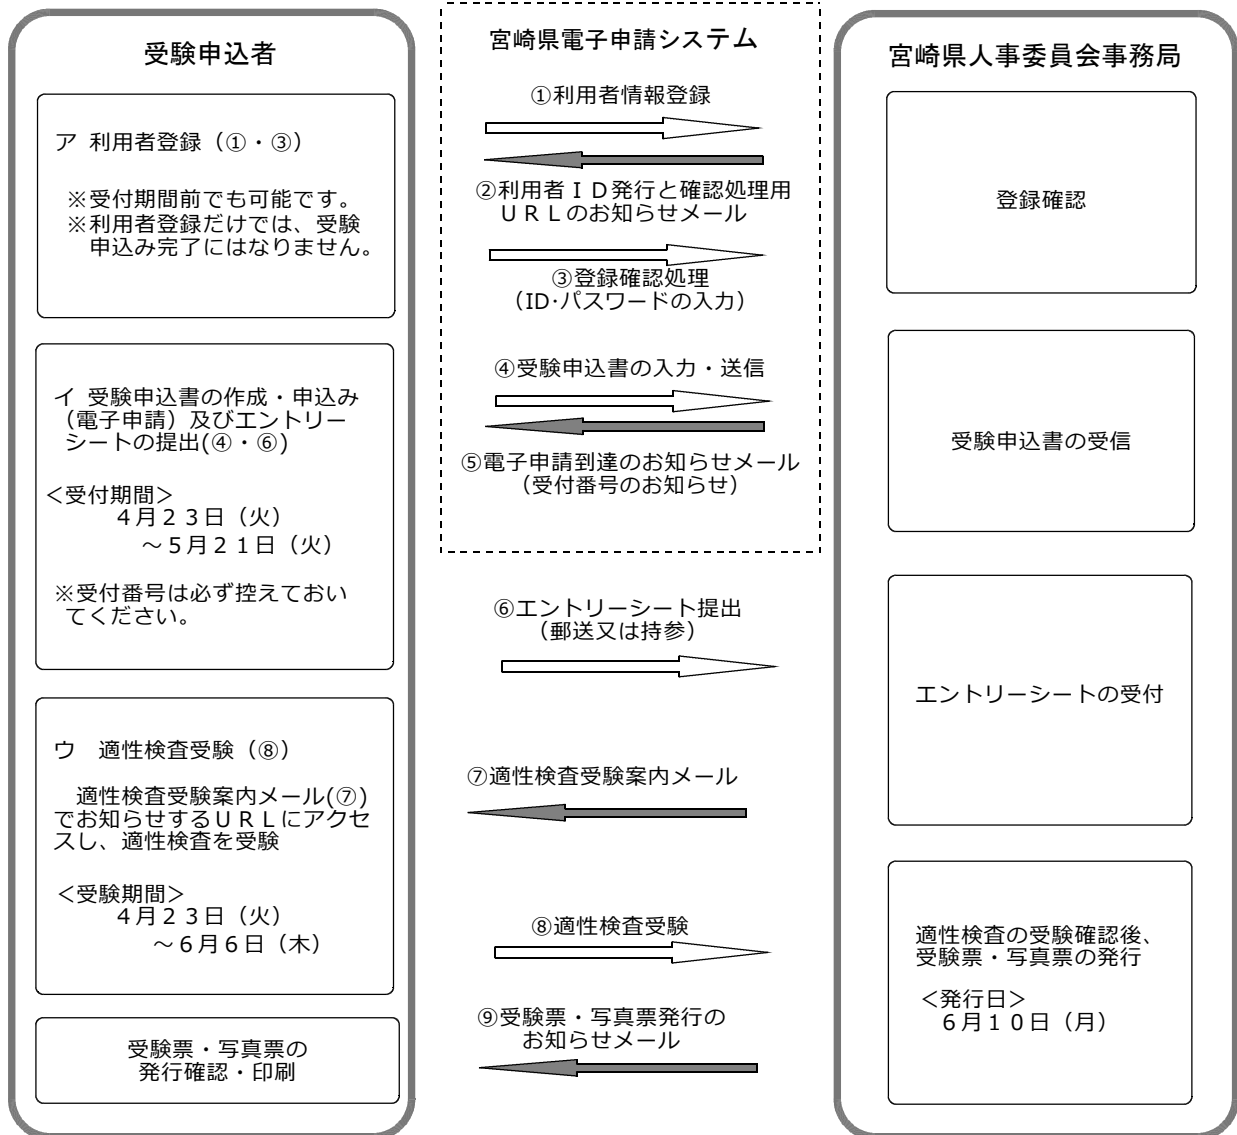 受験申込者
ア 利用者登録（①・③）
※受付期間前でも可能です。
※利用者登録だけでは、受験
申込み完了にはなりません。
イ 受験申込書の作成・申込み
（電子申請）及びエントリー
シートの提出(④・⑥)
＜受付期間＞
４月２３日（火）
～５月２１日（火）
※受付番号は必ず控えておい
てください。
ウ　適性検査受験（⑧）
適性検査受験案内メール(⑦)
でお知らせするＵＲＬにアクセ
スし、適性検査を受験
＜受験期間＞
４月２３日（火）
～６月６日（木）
受験票・写真票の
発行確認・印刷
宮崎県電子申請システム
①利用者情報登録
②利用者ＩＤ発行と確認処理用
ＵＲＬのお知らせメール
③登録確認処理
（ID･パスワードの入力）
④受験申込書の入力・送信
⑤電子申請到達のお知らせメール
（受付番号のお知らせ）
⑥エントリーシート提出
（郵送又は持参）
⑦適性検査受験案内メール
⑧適性検査受験
⑨受験票・写真票発行の
お知らせメール
宮崎県人事委員会事務局
登録確認
受験申込書の受信
エントリーシートの受付
適性検査の受験確認後、
受験票・写真票の発行
＜発行日＞
６月１０日（月）